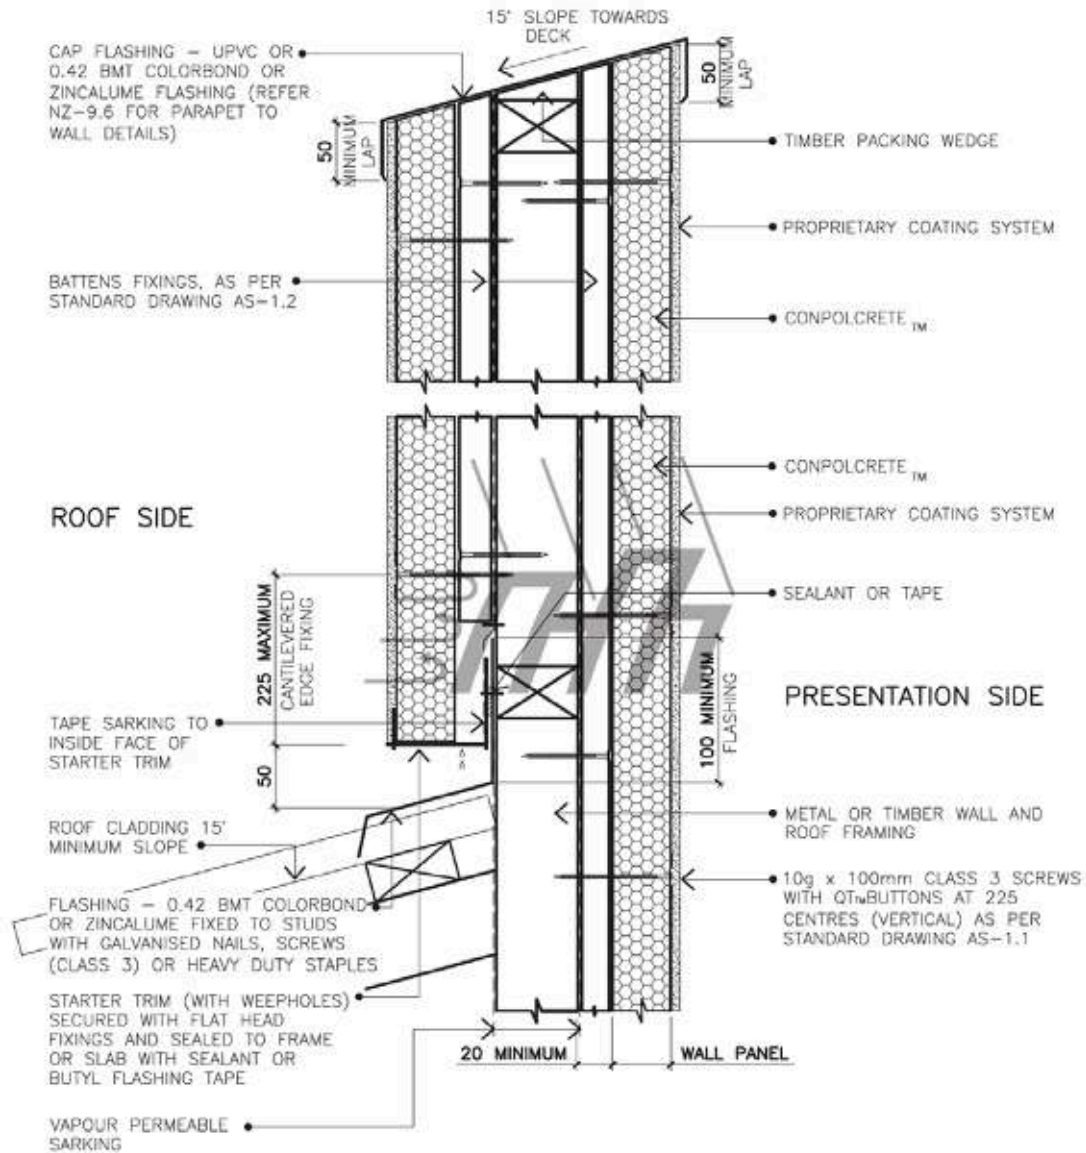 15° SLOPE TOWARDS
DECK
CAP FLASHING – UPVC OR
0.42 BMT COLORBOND OR
ZINCALUME FLASHING (REFER
NZ–9.6 FOR PARAPET TO
WALL DETAILS)
50
MINIMUM
LAP
50
MINIMUM
LAP
TIMBER PACKING WEDGE
PROPRIETARY COATING SYSTEM
BATTENS FIXINGS, AS PER
STANDARD DRAWING AS–1.2
CONPOLCRETE TM
CONPOLCRETE TM
PROPRIETARY COATING SYSTEM
ROOF SIDE
SEALANT OR TAPE
225 MAXIMUM
CANTILEVERED
EDGE FIXING
100 MINIMUM
FLASHING
PRESENTATION SIDE
TAPE SARKING TO
INSIDE FACE OF
STARTER TRIM
50
METAL OR TIMBER WALL AND
ROOF FRAMING
ROOF CLADDING 15°
MINIMUM SLOPE
10g x 100mm CLASS 3 SCREWS
WITH QTTMBUTTONS AT 225
CENTRES (VERTICAL) AS PER
STANDARD DRAWING AS–1.1
FLASHING – 0.42 BMT COLORBOND
OR ZINCALUME FIXED TO STUDS
WITH GALVANISED NAILS, SCREWS
(CLASS 3) OR HEAVY DUTY STAPLES
STARTER TRIM (WITH WEEPHOLES)
SECURED WITH FLAT HEAD
FIXINGS AND SEALED TO FRAME
OR SLAB WITH SEALANT OR
BUTYL FLASHING TAPE
20 MINIMUM
WALL PANEL
VAPOUR PERMEABLE
SARKING